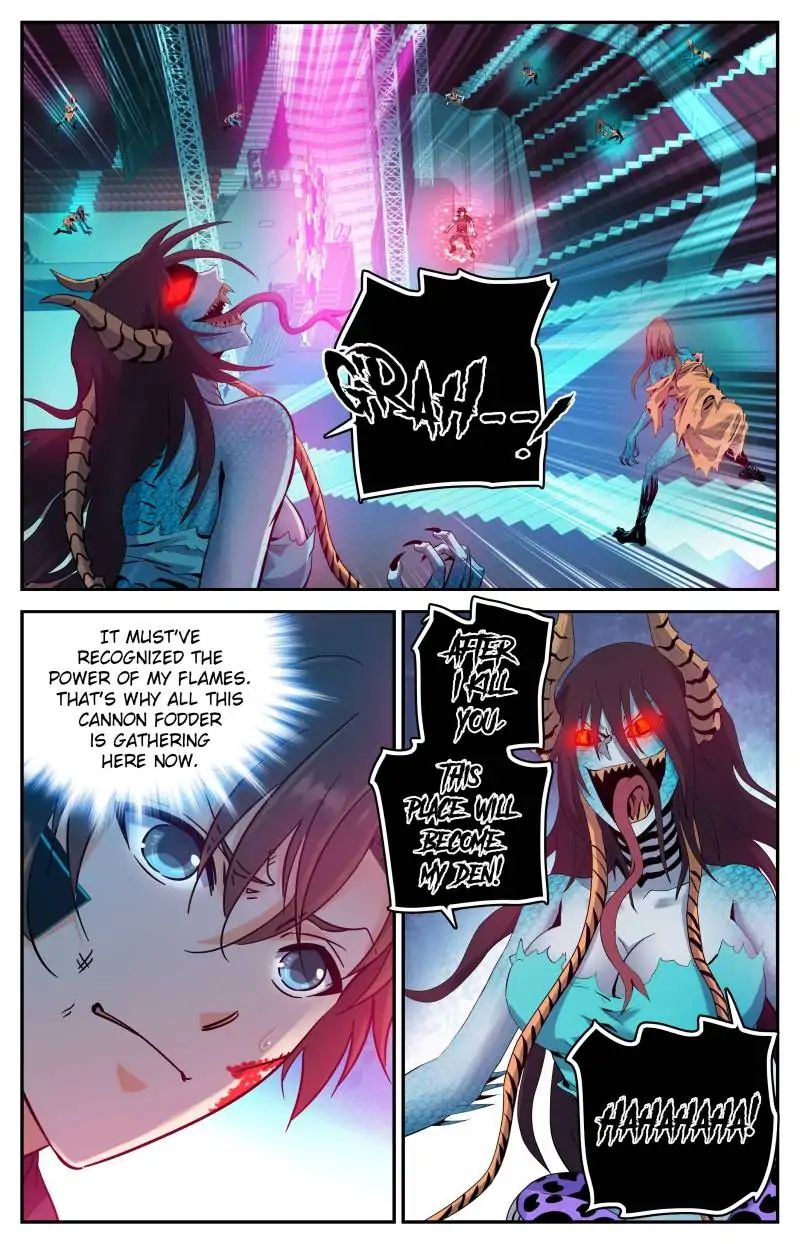 GRAH--!
IT MUST'VE
RECOGNIZED THE
POWER OF MY FLAMES.
THAT'S WHY ALL THIS
CANNON FODDER
IS GATHERING
HERE NOW.
AFTER
I KILL
YOU,
THIS
PLACE WILL
BECOME
MY DEN!
HAHAHAHA!